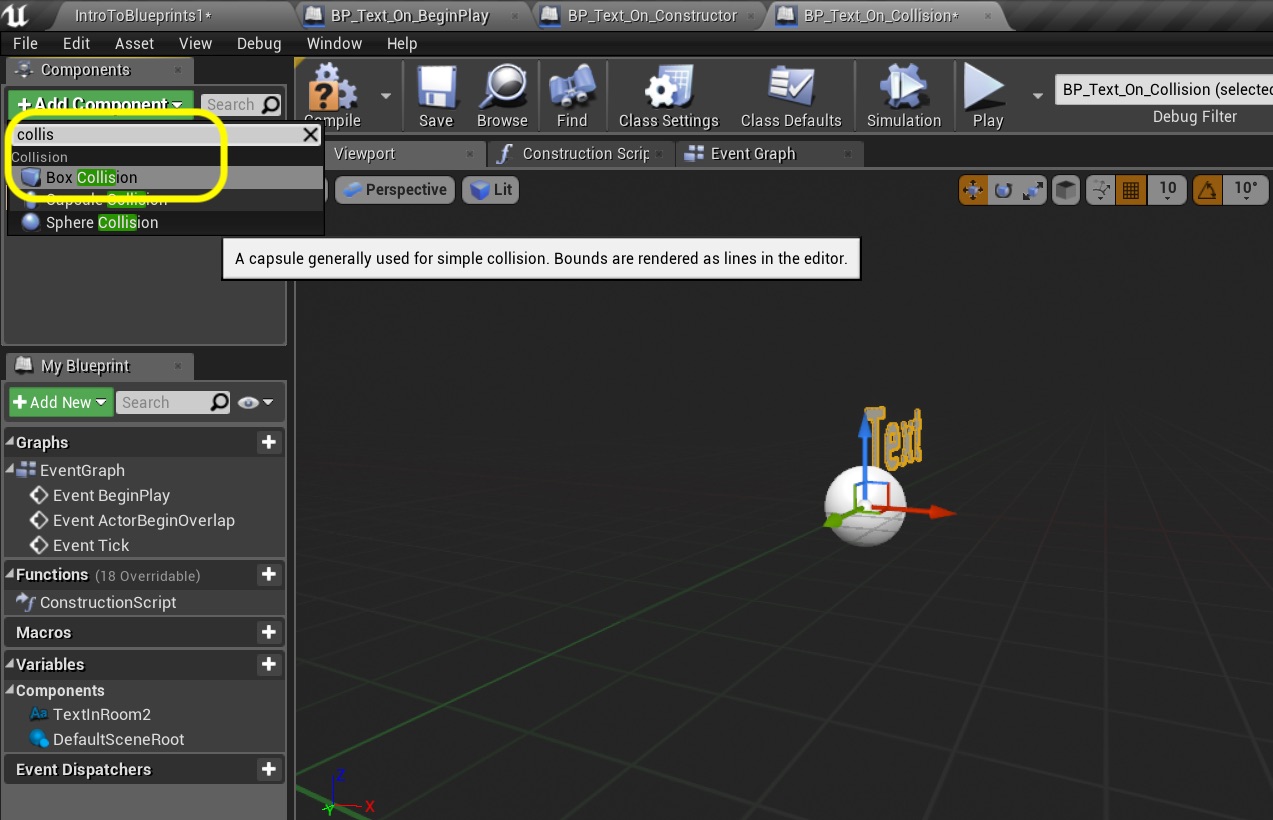 IntroToBlueprints1*
BP_Text_On_BeginPlay
BP_Text_On_Constructor
BP_Text_On_Collision*
File Edit Asset View Debug Window Help
Components
Add Component
Search
Compile
Save
Browse
Find
Class Settings
Class Defaults
Simulation
Play
BP_Text_On_Collision (selected
Debug Filter
collis
Collision
Box Collision
Capsule Collision
Sphere Collision
A capsule generally used for simple collision. Bounds are rendered as lines in the editor.
Viewport
Construction Scrip
Event Graph
Perspective
Lit
10
10°
Text
Z
X
Y
My Blueprint
Add New
Search
Graphs
EventGraph
Event BeginPlay
Event ActorBeginOverlap
Event Tick
Functions (18 Overridable)
ConstructionScript
Macros
Variables
Components
Aa TextInRoom2
DefaultSceneRoot
Event Dispatchers